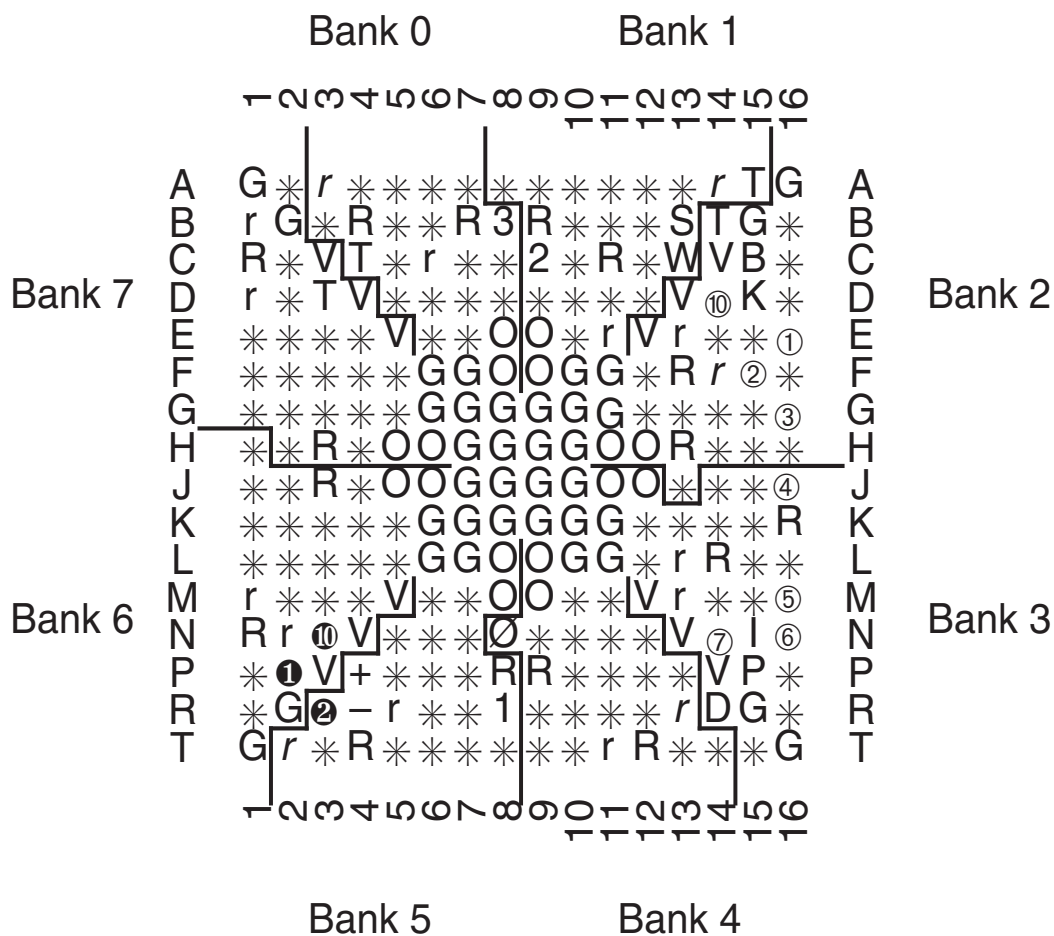 Bank 0 Bank 1
1 2 3 4 5 6 7 8 9 10 11 12 13 14 15 16
A G * r * * * * * * * * * * r T G A
B r G * R * * R 3 R * * * S T G * B
C R * V T * r * * 2 * R * W V B * C
Bank 7 D r * T V * * * * * * * * V ⑩ K * D Bank 2
E * * * * V * * O O * r V r * * ① E
F * * * * * G G O O G G * R r ② * F
G * * * * * G G G G G G * * * * ③ G
H * * R * O O G G G G O O R * * * H
J * * R * O O G G G G O O * * * ④ J
K * * * * * G G G G G G * * * * R K
L * * * * * G G O O G G * r R * * L
M r * * * V * * O O * * V r * * ⑤ M
Bank 6 N R r ❿ V * * * Ø * * * * V ⑦ I ⑥ N Bank 3
P * ❶ V + * * * R R * * * * V P * P
R * G ❷ – r * * 1 * * * * r D G * R
T G r * R * * * * * * r R * * * G T
1 2 3 4 5 6 7 8 9 10 11 12 13 14 15 16
Bank 5 Bank 4